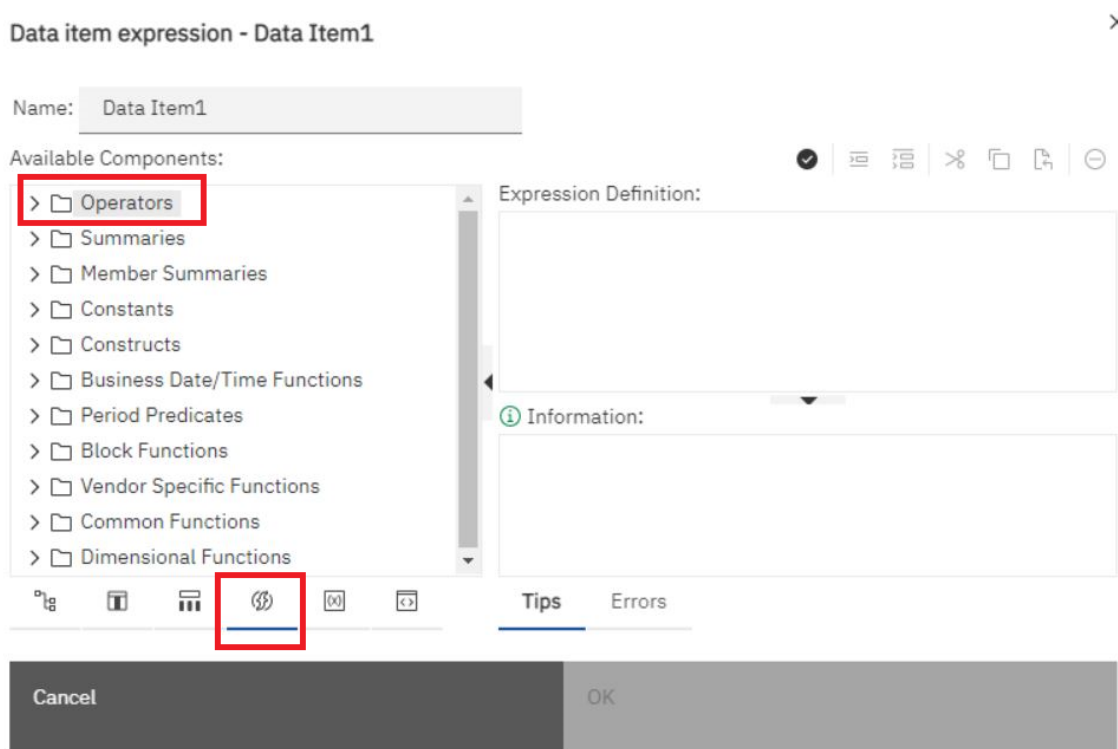 Data item expression - Data Item1
Name: Data Item1
Available Components:
Operators
Summaries
Member Summaries
Constants
Constructs
Business Date/Time Functions
Period Predicates
Block Functions
Vendor Specific Functions
Common Functions
Dimensional Functions
Expression Definition:
Information:
Tips Errors
Cancel OK